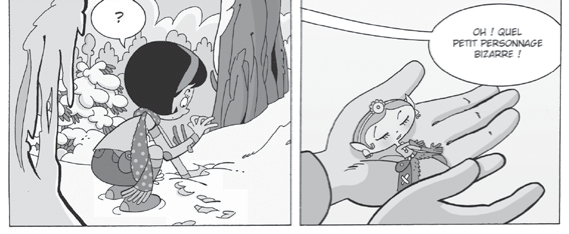 ?
OH ! QUEL
PETIT PERSONNAGE
BIZARRE !